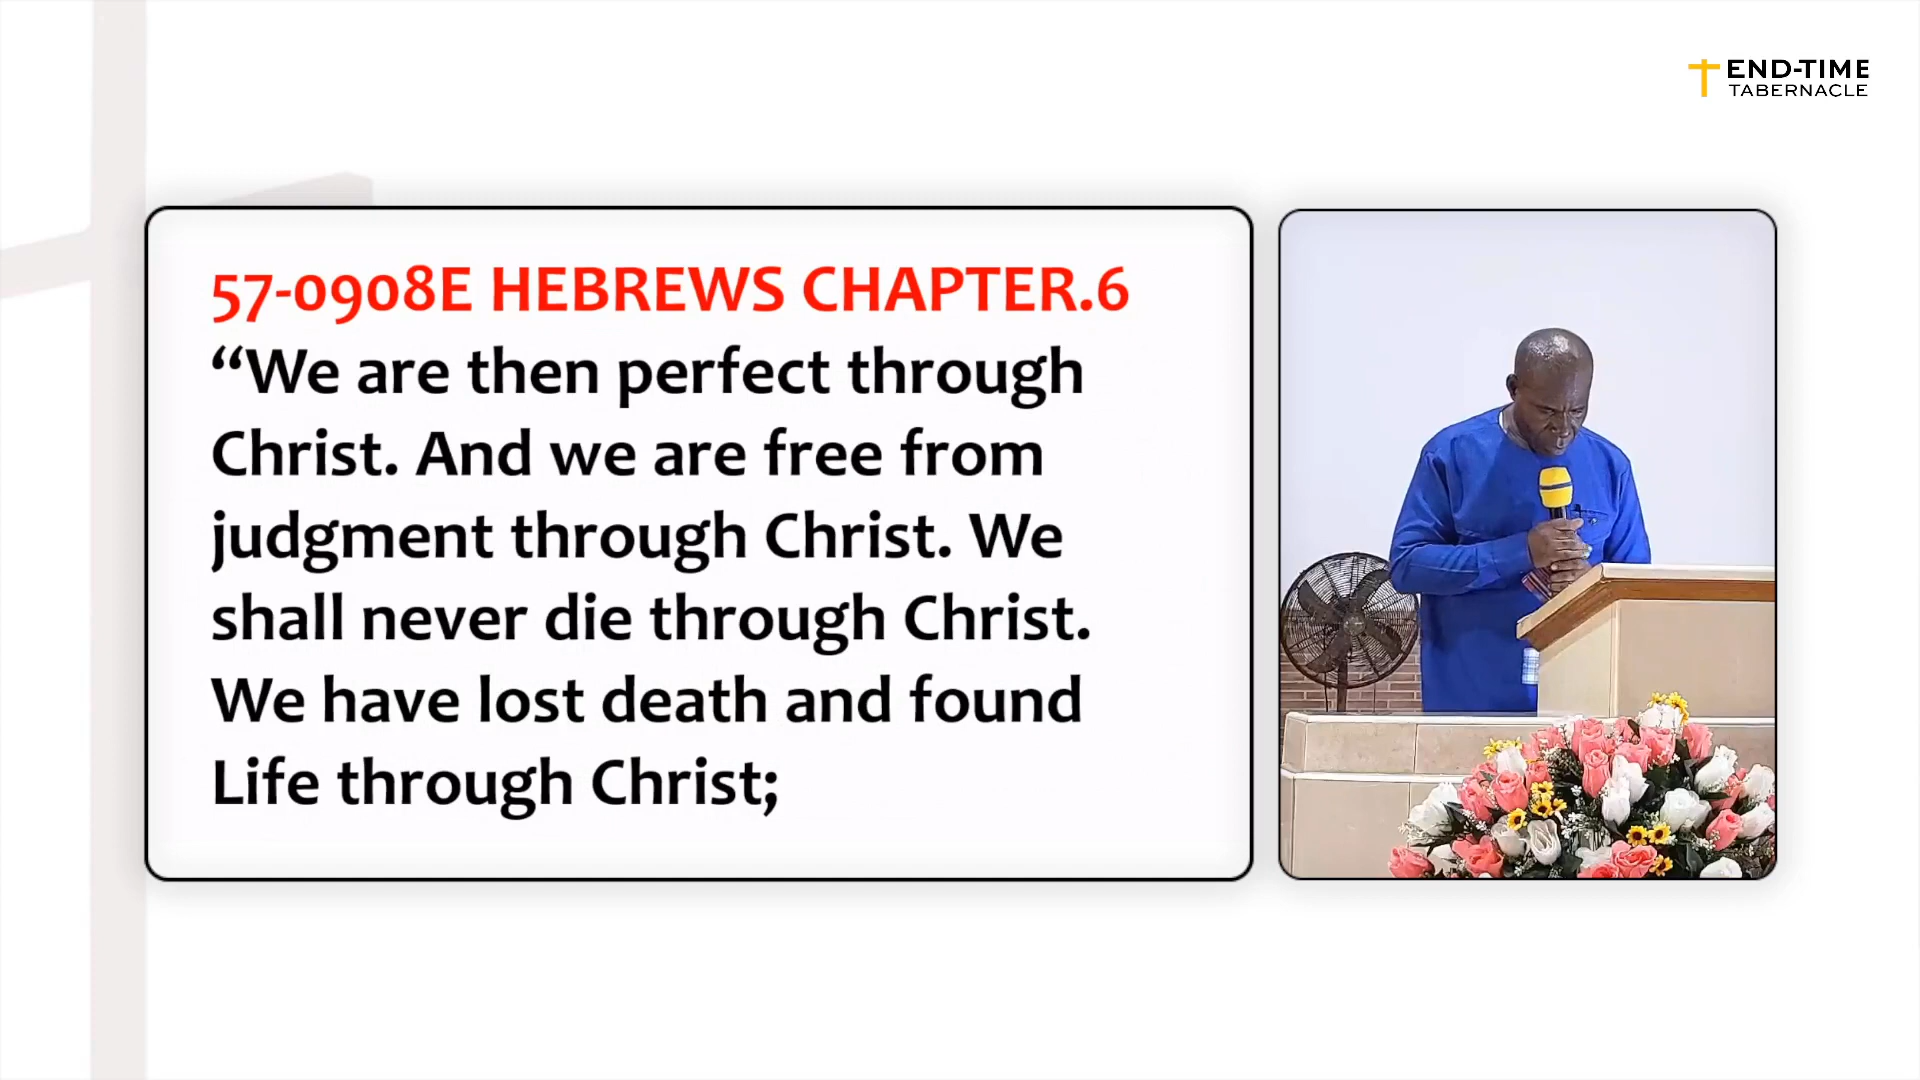 END-TIME
TABERNACLE
57-0908E HEBREWS CHAPTER.6
“We are then perfect through
Christ. And we are free from
judgment through Christ. We
shall never die through Christ.
We have lost death and found
Life through Christ;